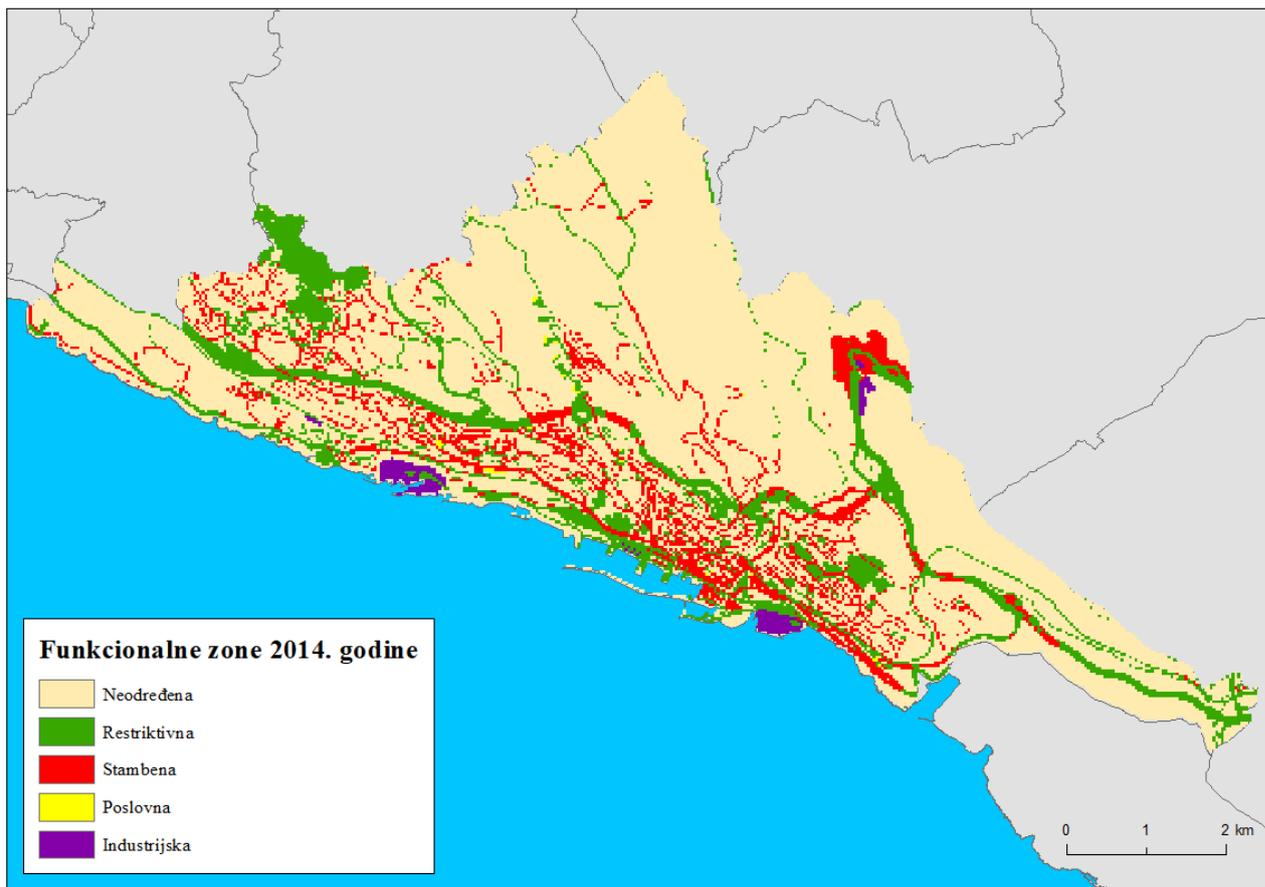 Funkcionalne zone 2014. godine
Neodređena
Restriktivna
Stambena
Poslovna
Industrijska
0 1 2 km